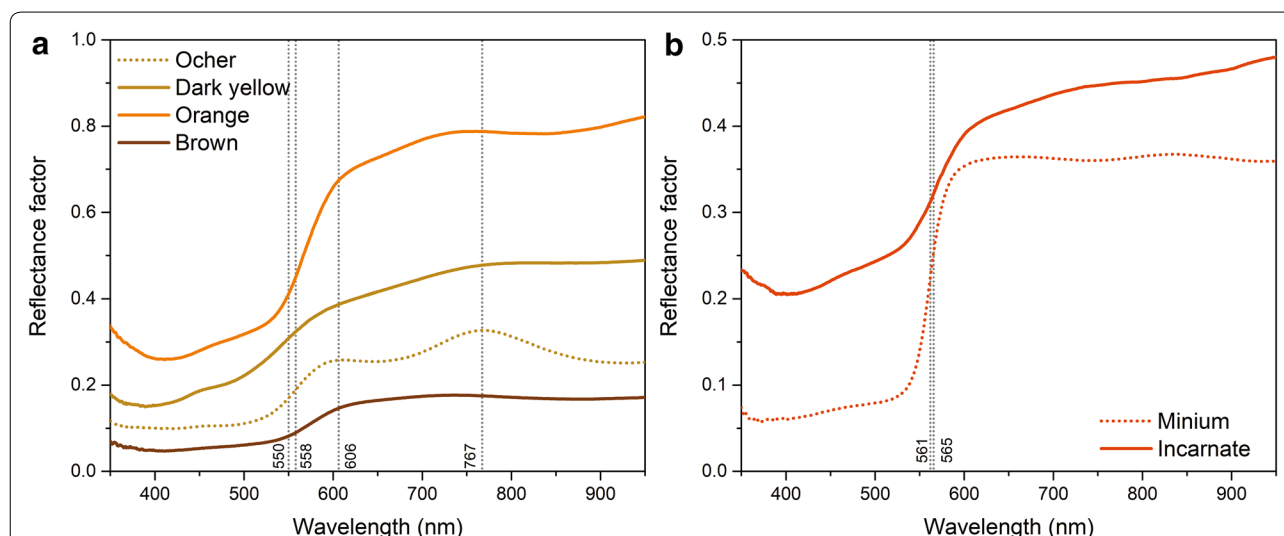 a
Ocher
Dark yellow
Orange
Brown
Reflectance factor
1.0
0.8
0.6
0.4
0.2
0.0
550
558
606
767
400 500 600 700 800 900
Wavelength (nm)
b
Reflectance factor
0.5
0.4
0.3
0.2
0.1
0.0
561
565
Minium
Incarnate
400 500 600 700 800 900
Wavelength (nm)